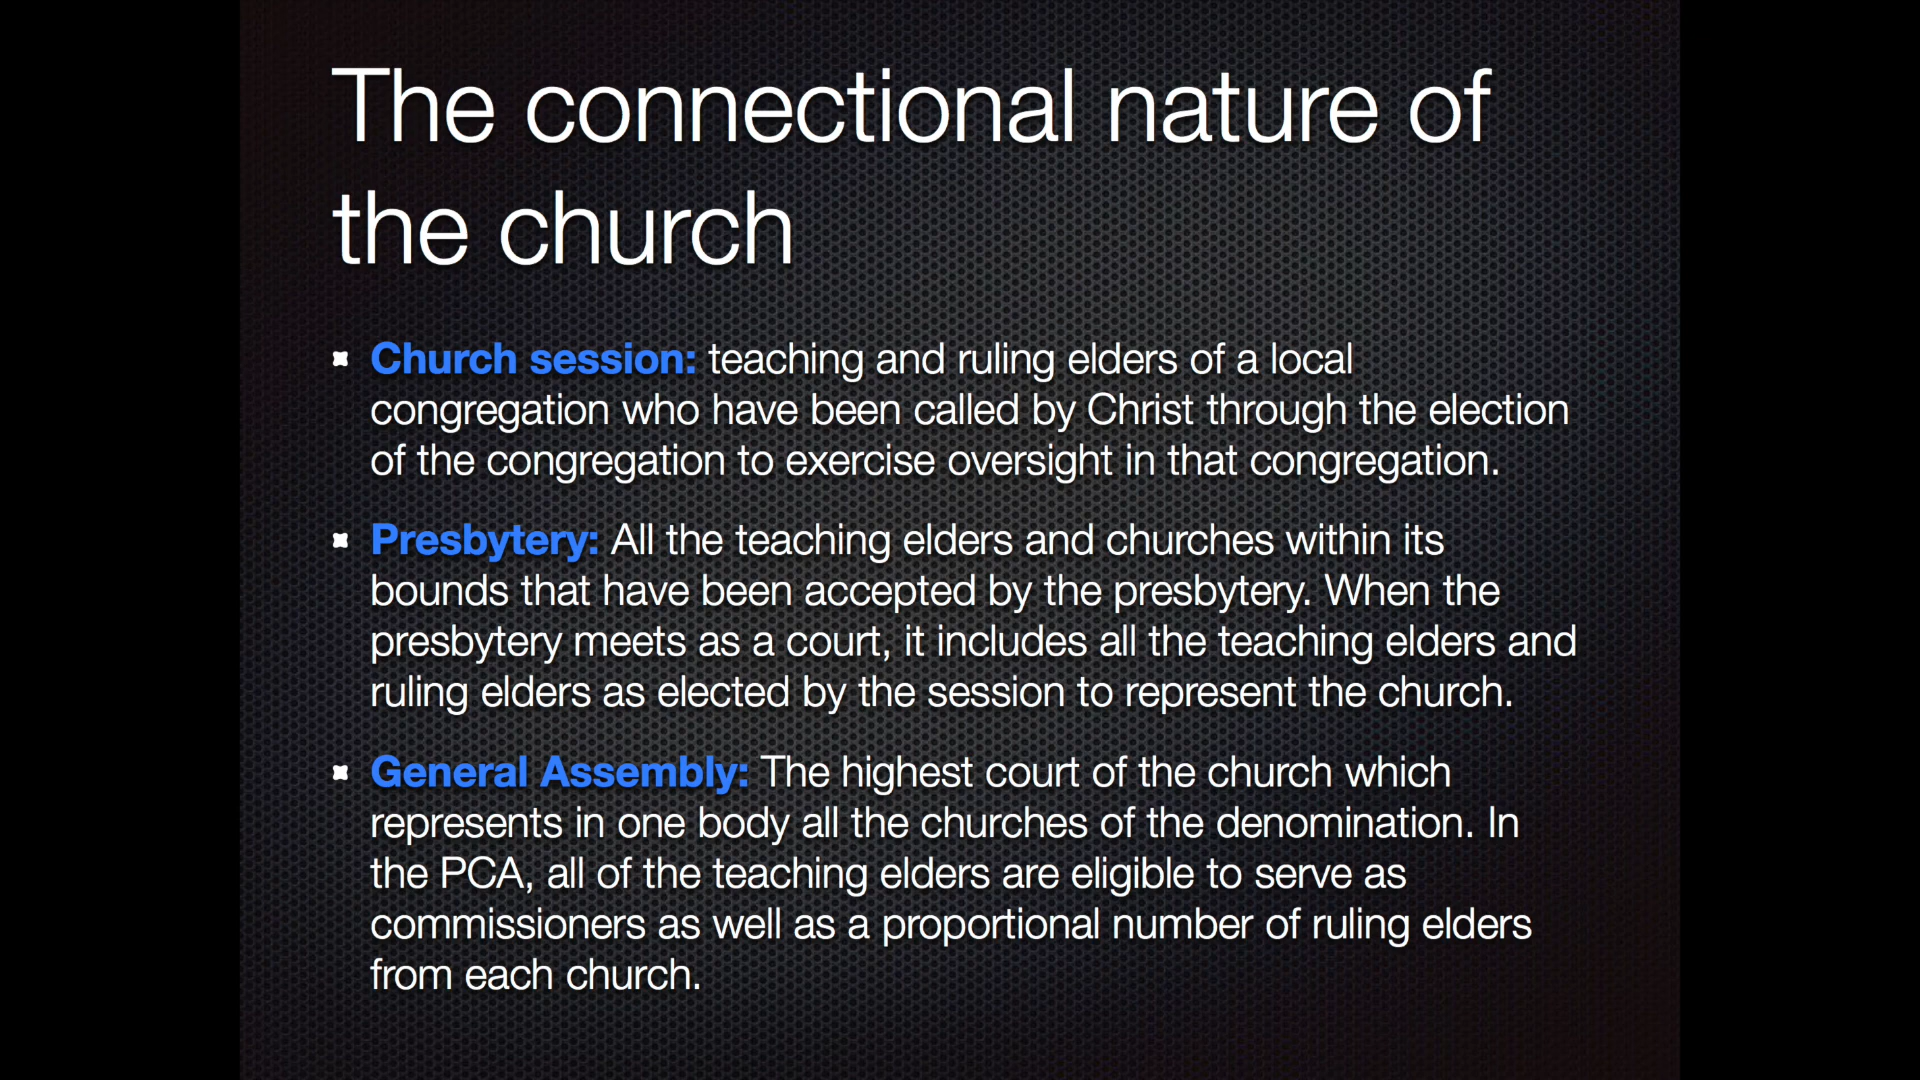 The connectional nature of
the church
Church session: teaching and ruling elders of a local
congregation who have been called by Christ through the election
of the congregation to exercise oversight in that congregation.
Presbytery: All the teaching elders and churches within its
bounds that have been accepted by the presbytery. When the
presbytery meets as a court, it includes all the teaching elders and
ruling elders as elected by the session to represent the church.
General Assembly: The highest court of the church which
represents in one body all the churches of the denomination. In
the PCA, all of the teaching elders are eligible to serve as
commissioners as well as a proportional number of ruling elders
from each church.